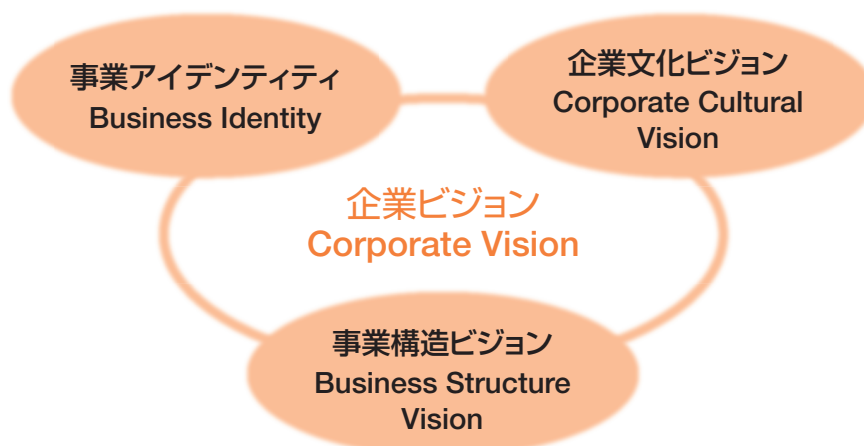 事業アイデンティティ
Business Identity
企業文化ビジョン
Corporate Cultural
Vision
企業ビジョン
Corporate Vision
事業構造ビジョン
Business Structure
Vision